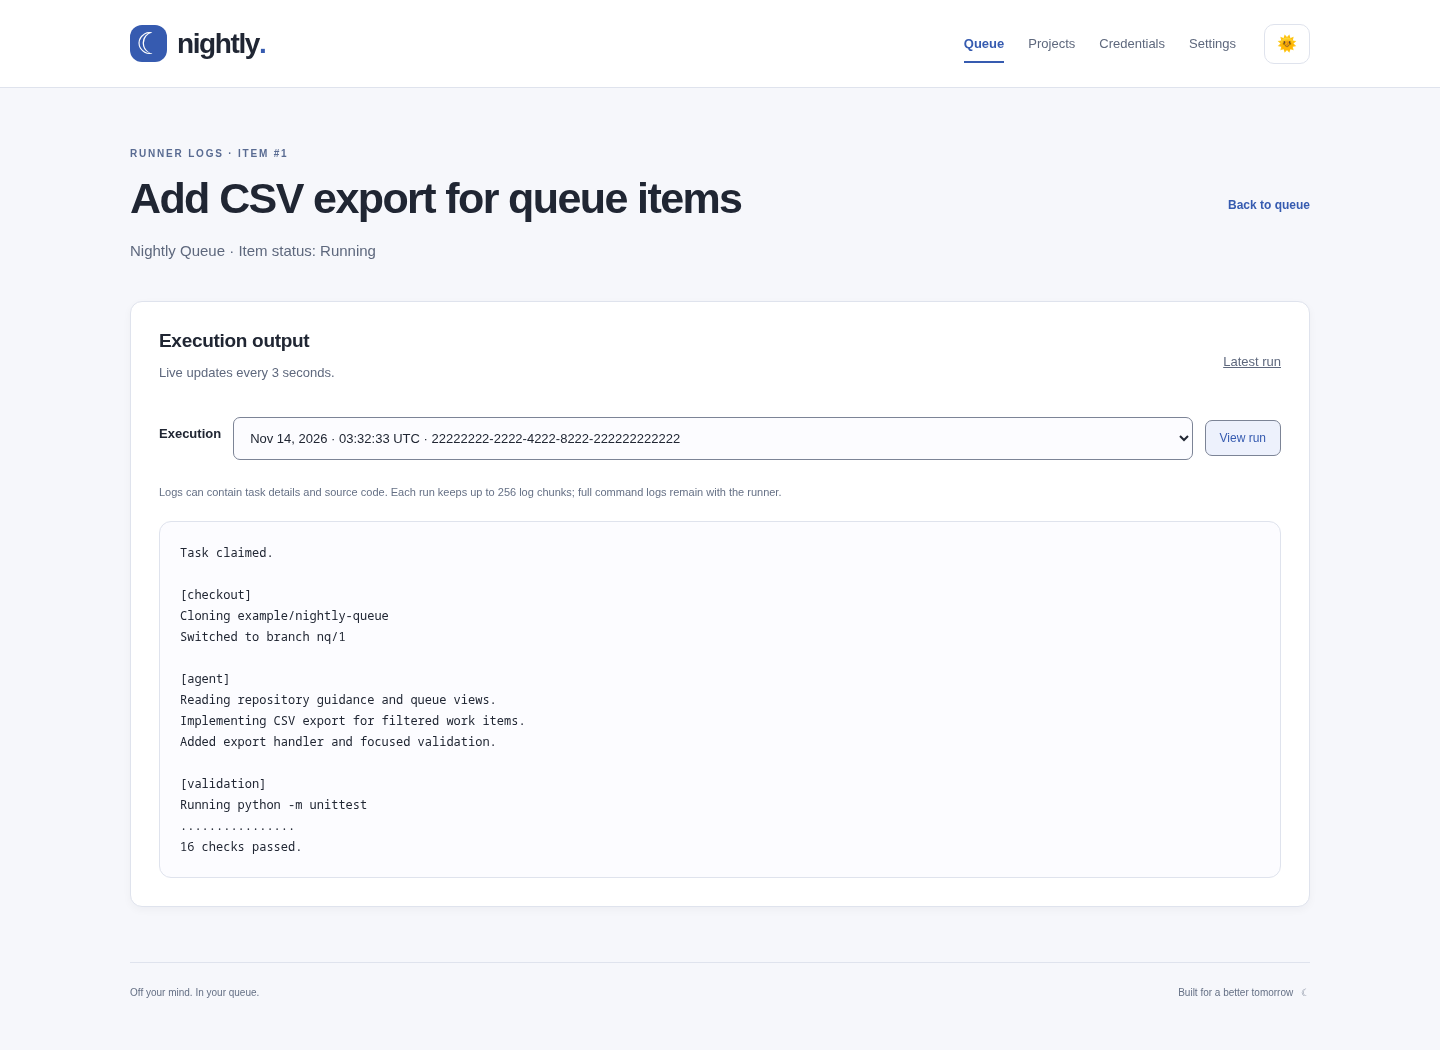 nightly.
Queue
Projects
Credentials
Settings
RUNNER LOGS · ITEM #1
Add CSV export for queue items
Back to queue
Nightly Queue · Item status: Running
Execution output
Live updates every 3 seconds.
Latest run
Execution
Nov 14, 2026 · 03:32:33 UTC · 22222222-2222-4222-8222-222222222222
View run
Logs can contain task details and source code. Each run keeps up to 256 log chunks; full command logs remain with the runner.
Task claimed.
[checkout]
Cloning example/nightly-queue
Switched to branch nq/1
[agent]
Reading repository guidance and queue views.
Implementing CSV export for filtered work items.
Added export handler and focused validation.
[validation]
Running python -m unittest
................
16 checks passed.
Off your mind. In your queue.
Built for a better tomorrow ☾